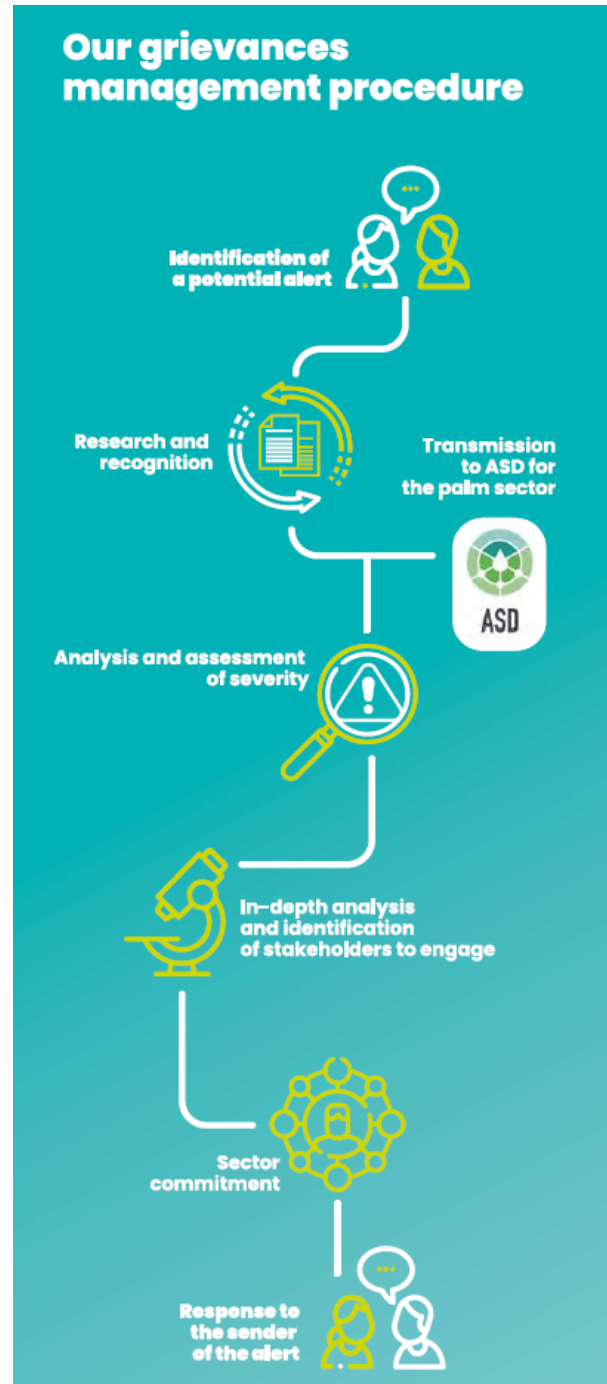 Our grievances
management procedure
Identification of
a potential alert
Research and
recognition
Transmission
to ASD for
the palm sector
ASD
Analysis and assessment
of severity
In-depth analysis
and identification
of stakeholders to engage
Sector
commitment
Response to
the sender
of the alert